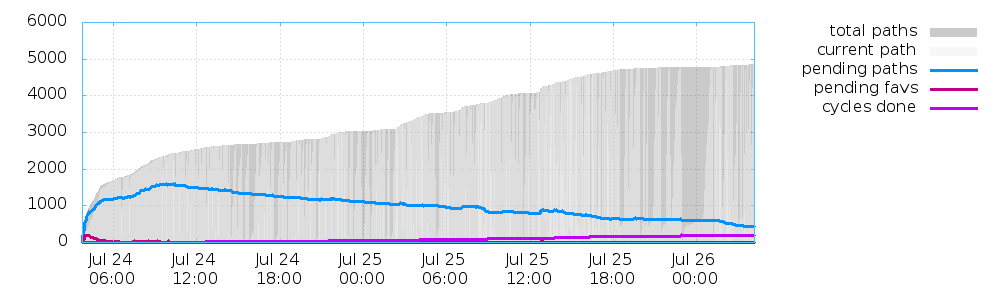 6000
5000
4000
3000
2000
1000
0
Jul 24 Jul 24 Jul 24 Jul 25 Jul 25 Jul 25 Jul 25 Jul 26
06:00 12:00 18:00 00:00 06:00 12:00 18:00 00:00
total paths
current path
pending paths
pending favs
cycles done